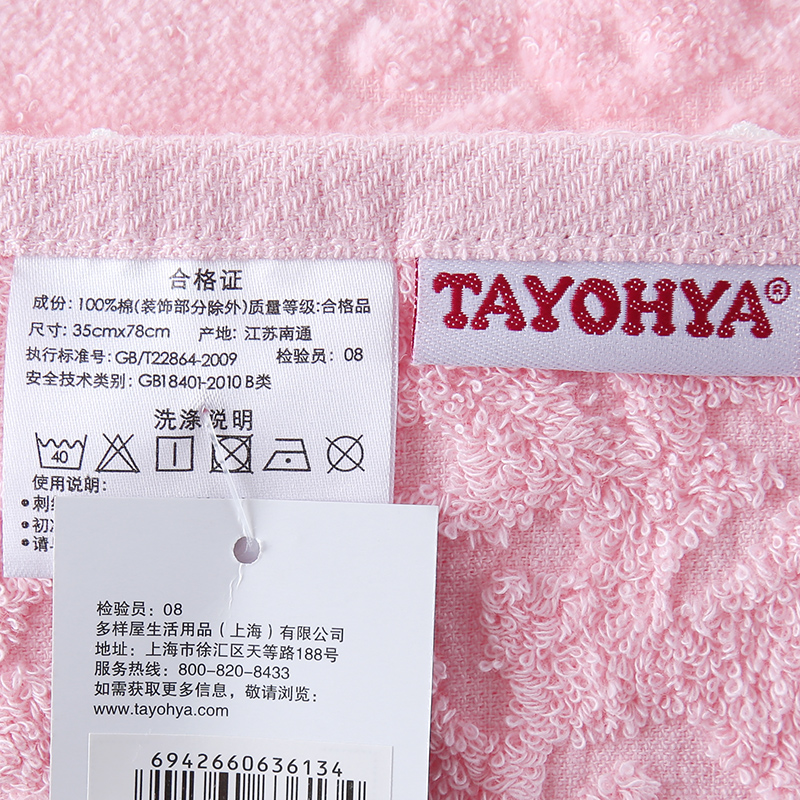 合格证
成份: 100%棉(装饰部分除外)质量等级:合格品
尺寸: 35cmx78cm 产地: 江苏南通
执行标准号: GB/T22864-2009 检验员: 08
安全技术类别: GB18401-2010 B类
洗涤说明
40
使用说明:
•刺
•初
•请
TAYOHYA®
检验员: 08
多样屋生活用品(上海)有限公司
地址: 上海市徐汇区天等路188号
服务热线: 800-820-8433
如需获取更多信息, 敬请浏览:
www.tayohya.com
6942660636134